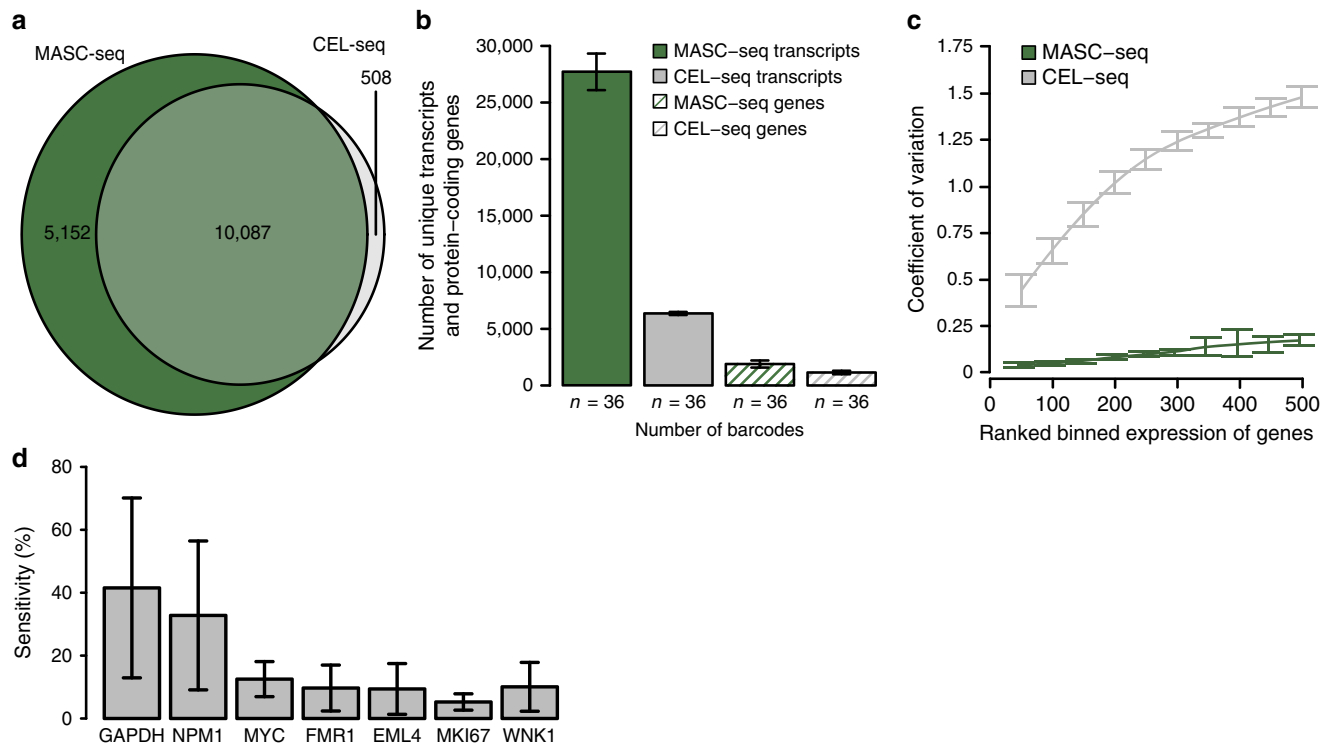 a
MASC-seq
CEL-seq
508
5,152
10,087
b
Number of unique transcripts
and protein–coding genes
30,000
25,000
20,000
15,000
10,000
5,000
0
MASC–seq transcripts
CEL–seq transcripts
MASC–seq genes
CEL–seq genes
n = 36
n = 36
n = 36
n = 36
Number of barcodes
c
Coefficient of variation
1.75
1.5
1.25
1.0
0.75
0.5
0.25
0
MASC–seq
CEL–seq
0
100
200
300
400
500
Ranked binned expression of genes
d
Sensitivity (%)
80
60
40
20
0
GAPDH
NPM1
MYC
FMR1
EML4
MKI67
WNK1